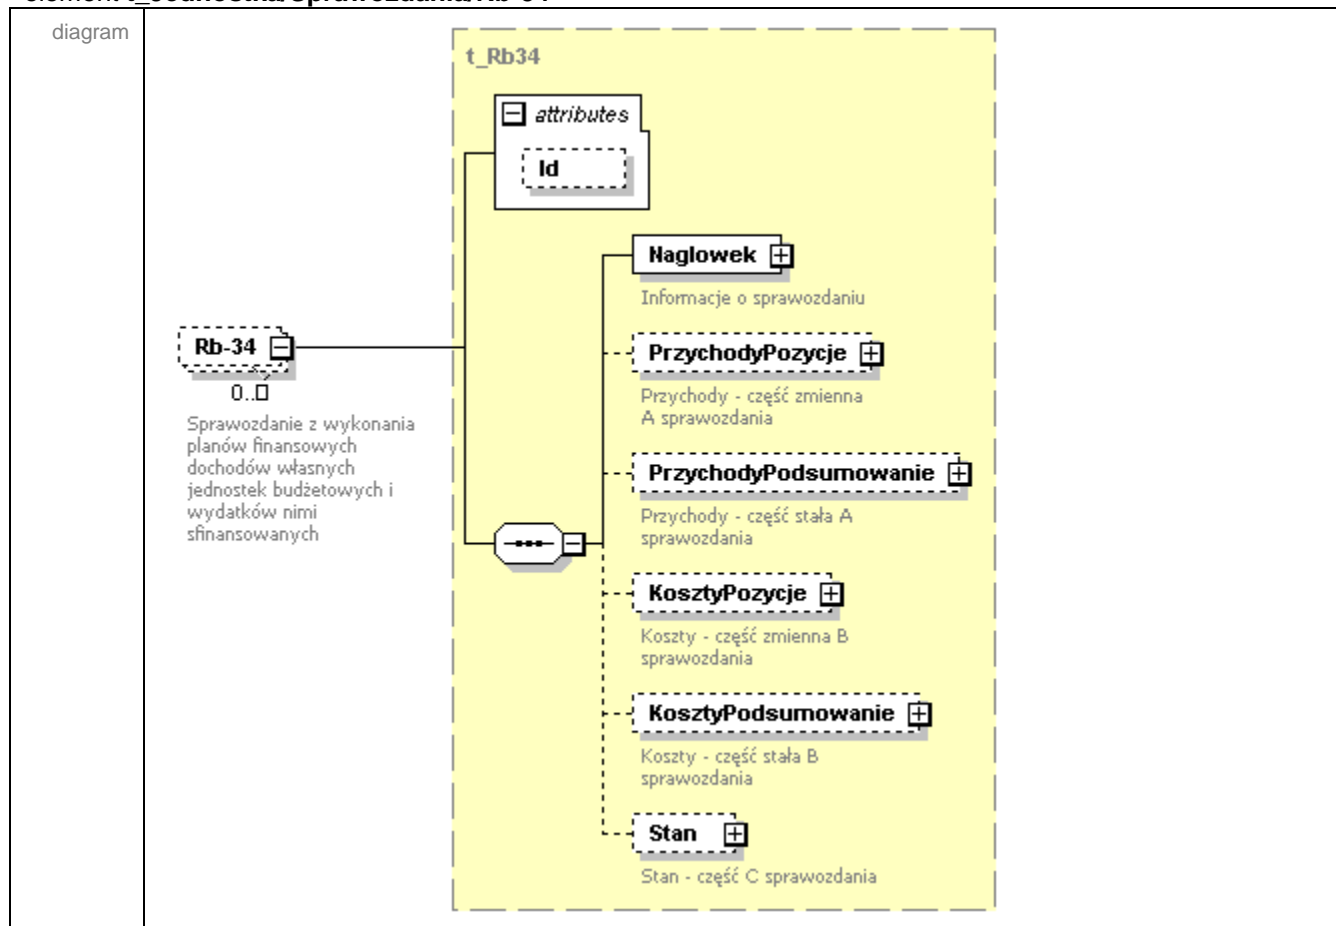 diagram
t_Rb34
attributes
Id
Naglowek
Informacje o sprawozdaniu
PrzychodyPozycje
Przychody - część zmienna
A sprawozdania
PrzychodyPodsumowanie
Przychody - część stała A
sprawozdania
Rb-34
0..
Sprawozdanie z wykonania
planów finansowych
dochodów własnych
jednostek budżetowych i
wydatków nimi
sfinansowanych
KosztyPozycje
Koszty - część zmienna B
sprawozdania
KosztyPodsumowanie
Koszty - część stała B
sprawozdania
Stan
Stan - część C sprawozdania